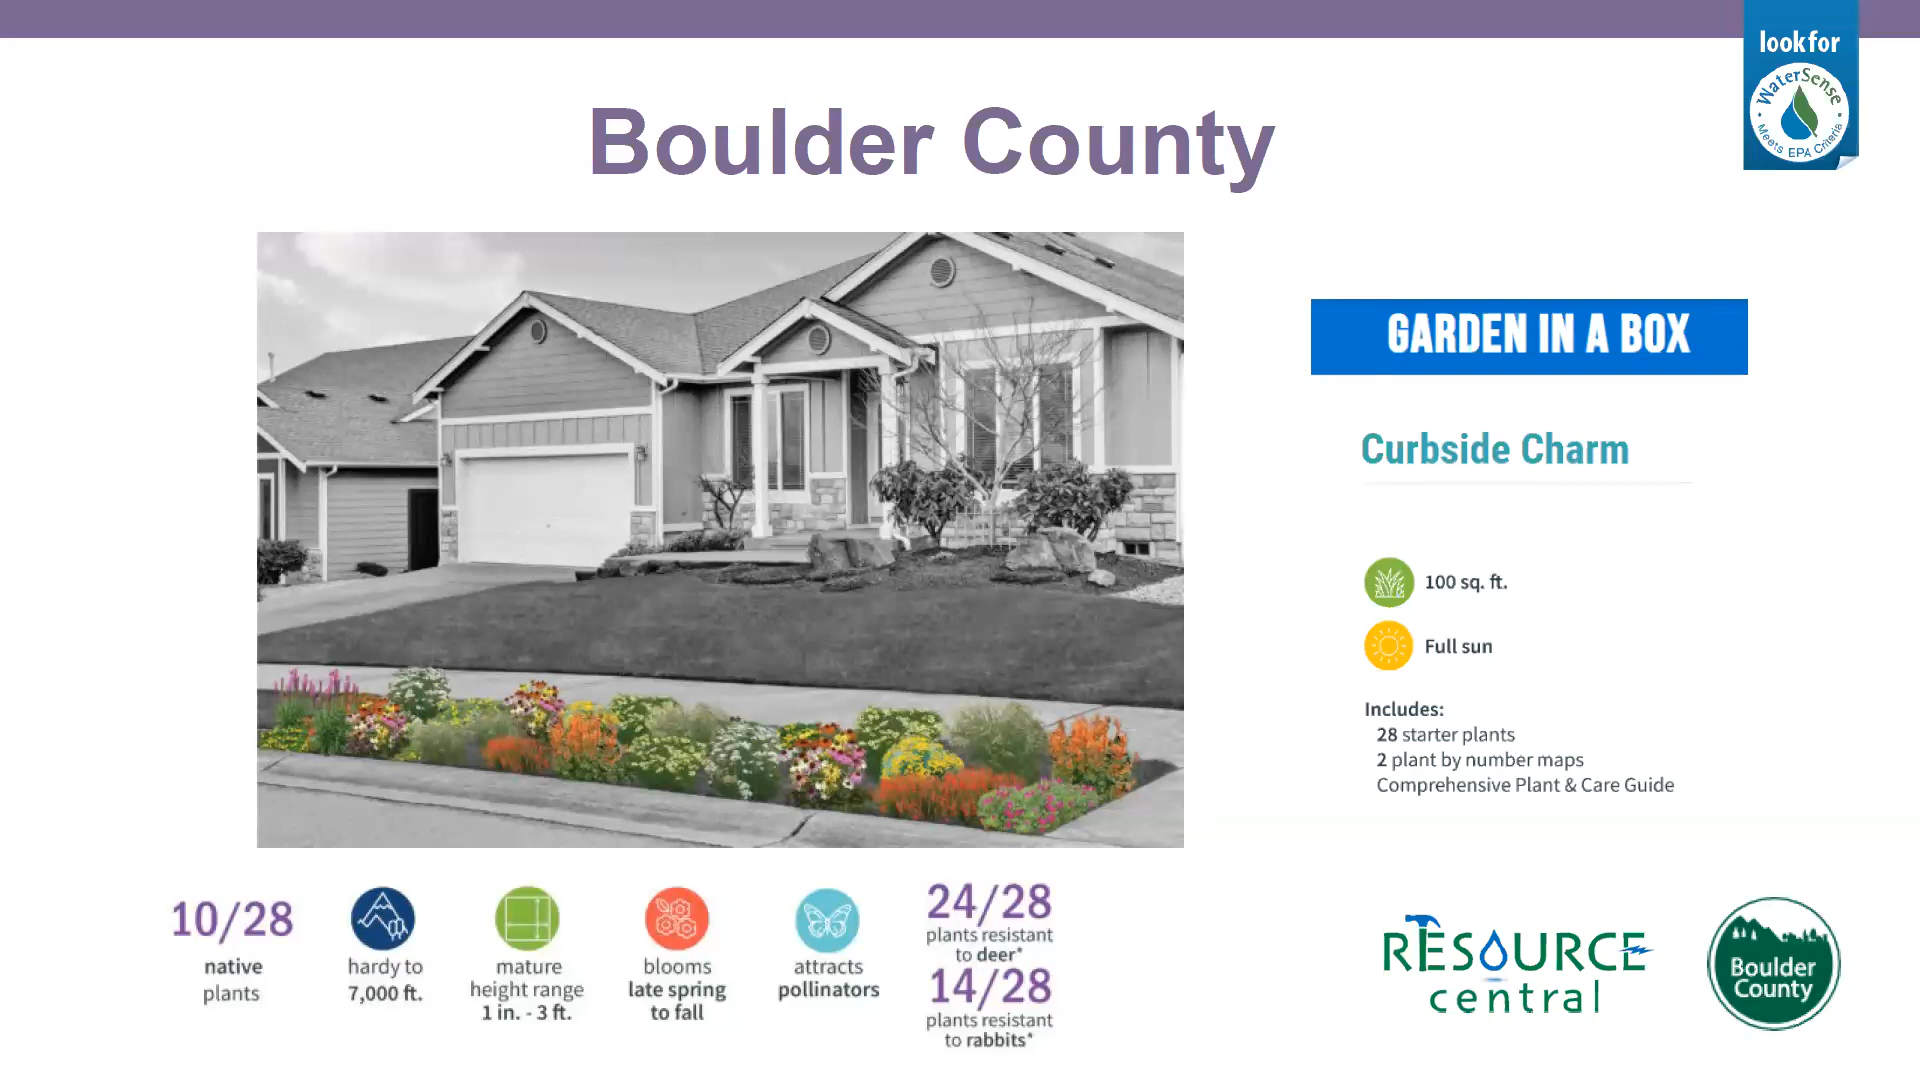 look for
WaterSense
Meets EPA Criteria
Boulder County
GARDEN IN A BOX
Curbside Charm
100 sq. ft.
Full sun
Includes:
28 starter plants
2 plant by number maps
Comprehensive Plant & Care Guide
10/28
native
plants
hardy to
7,000 ft.
mature
height range
1 in. - 3 ft.
blooms
late spring
to fall
attracts
pollinators
24/28
plants resistant
to deer*
14/28
plants resistant
to rabbits*
RESOURCE
central
Boulder
County